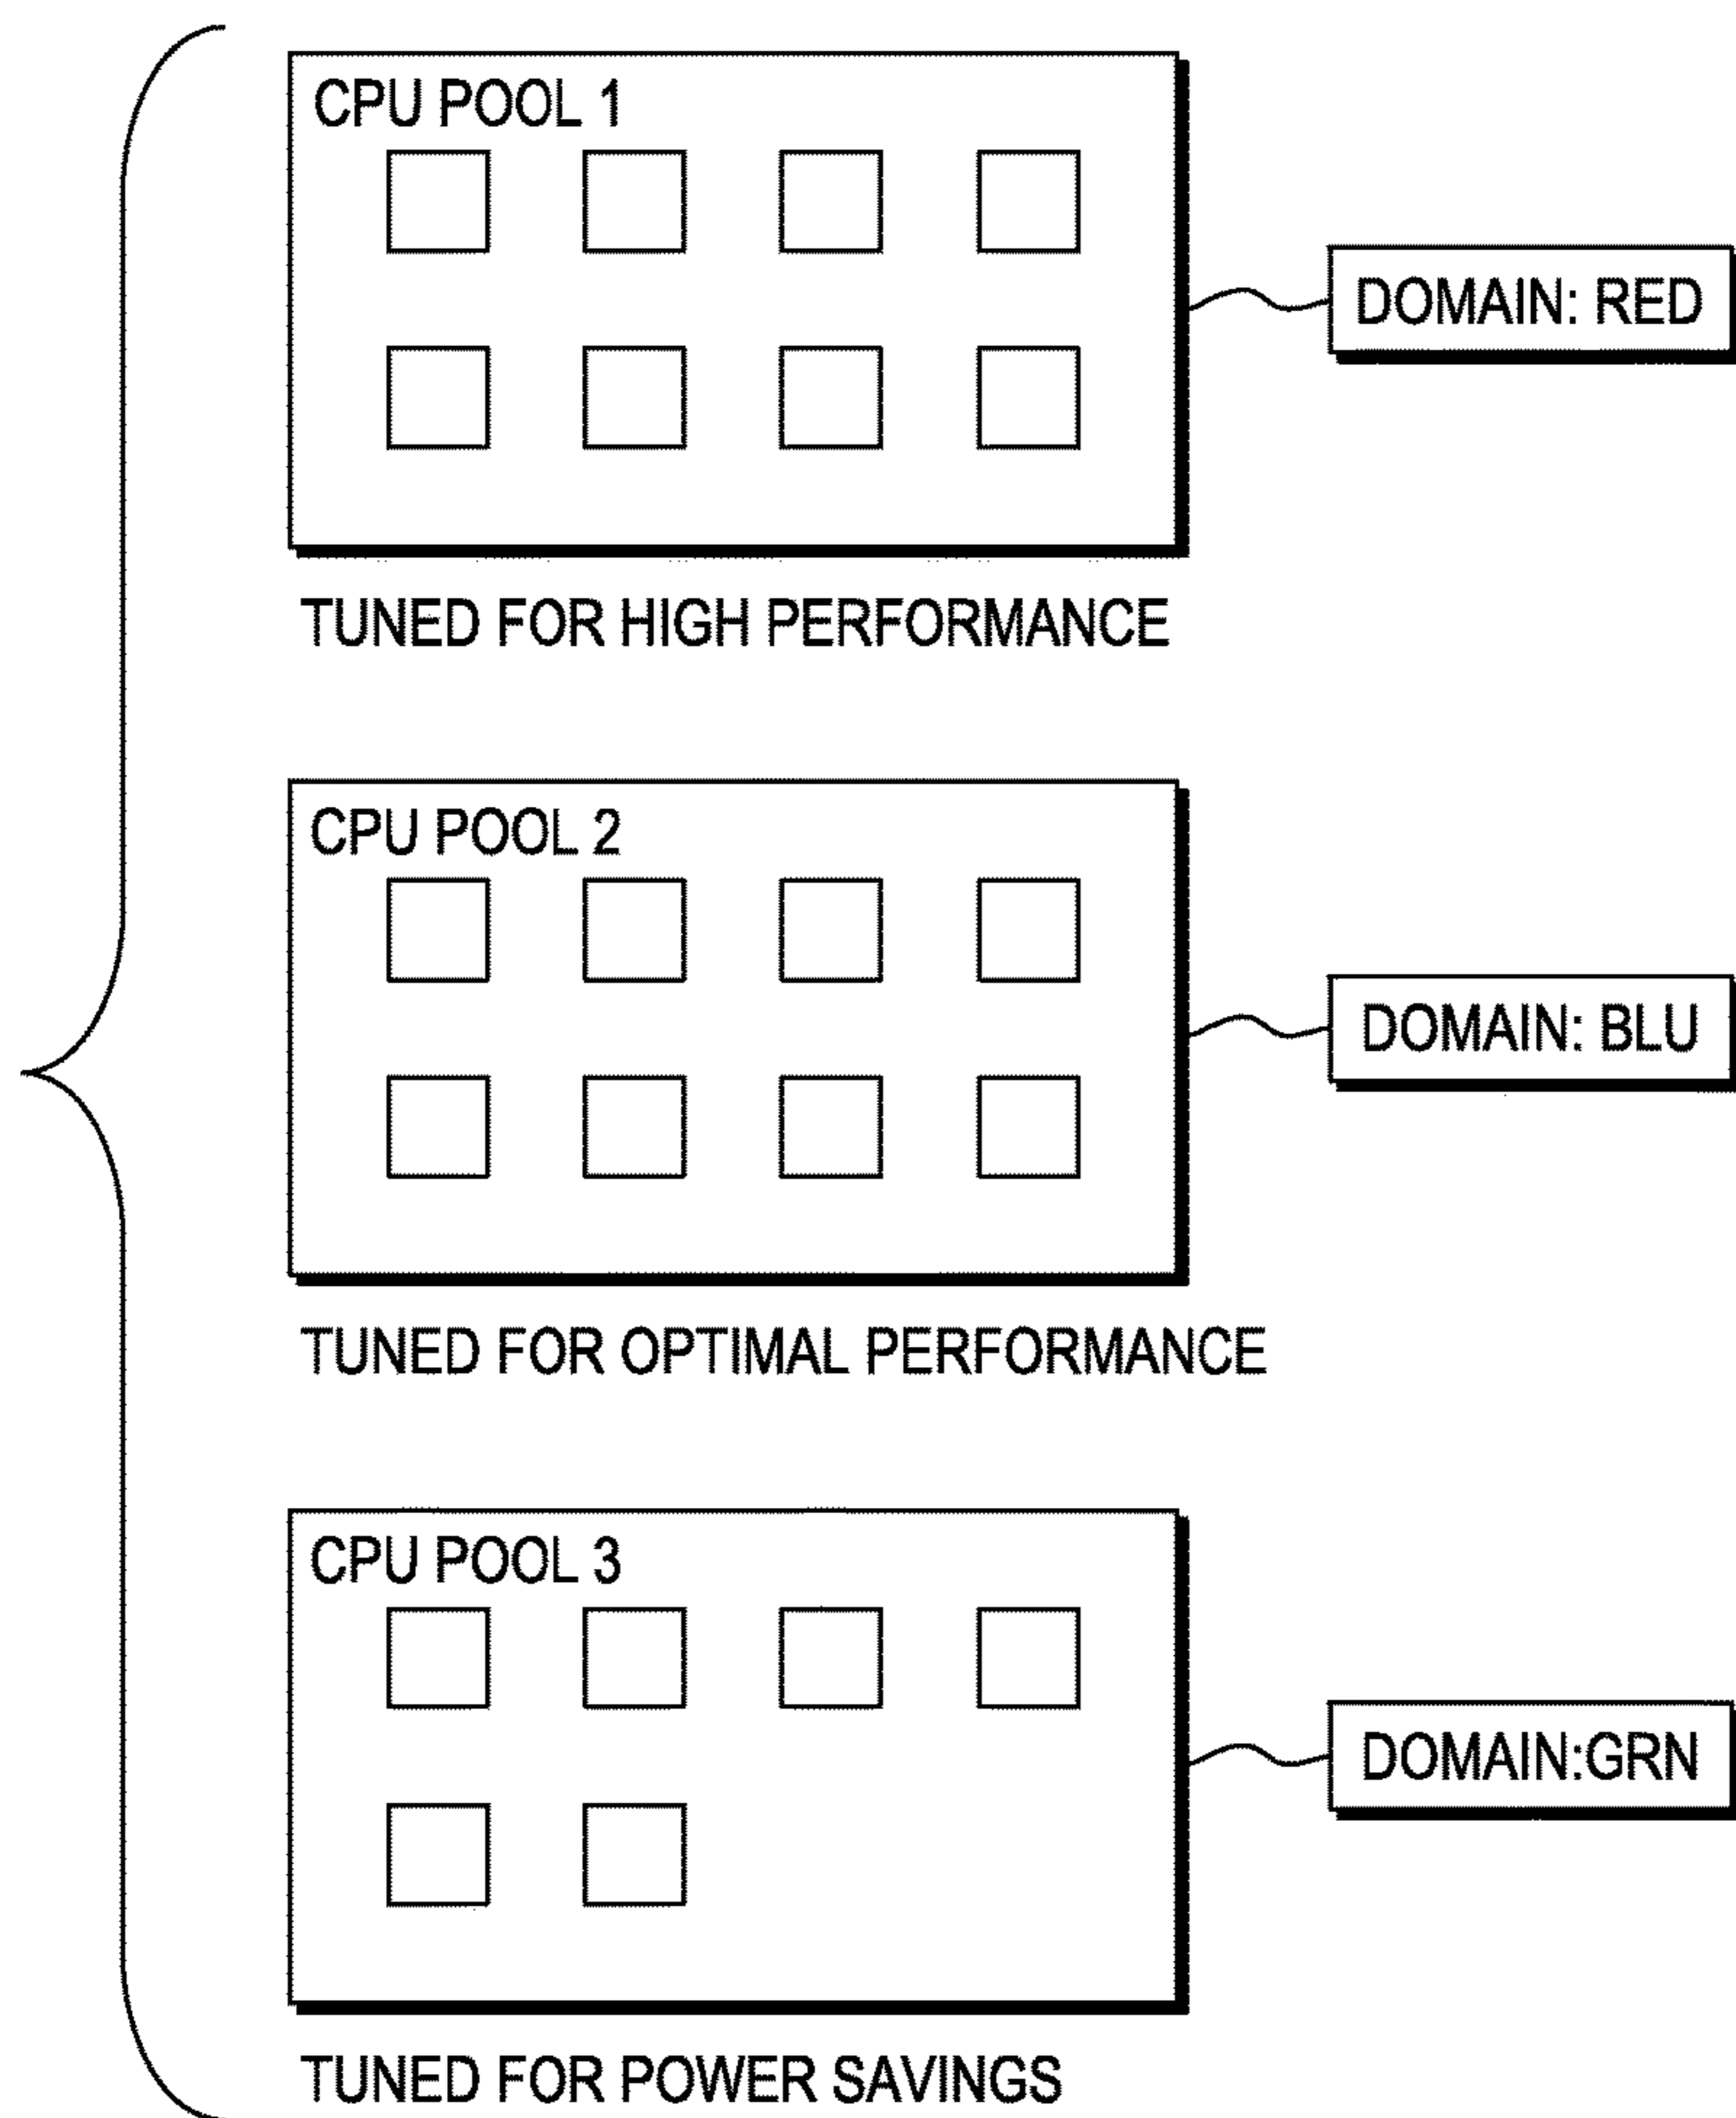 CPU POOL 1
DOMAIN: RED
TUNED FOR HIGH PERFORMANCE
CPU POOL 2
DOMAIN: BLU
TUNED FOR OPTIMAL PERFORMANCE
CPU POOL 3
DOMAIN:GRN
TUNED FOR POWER SAVINGS